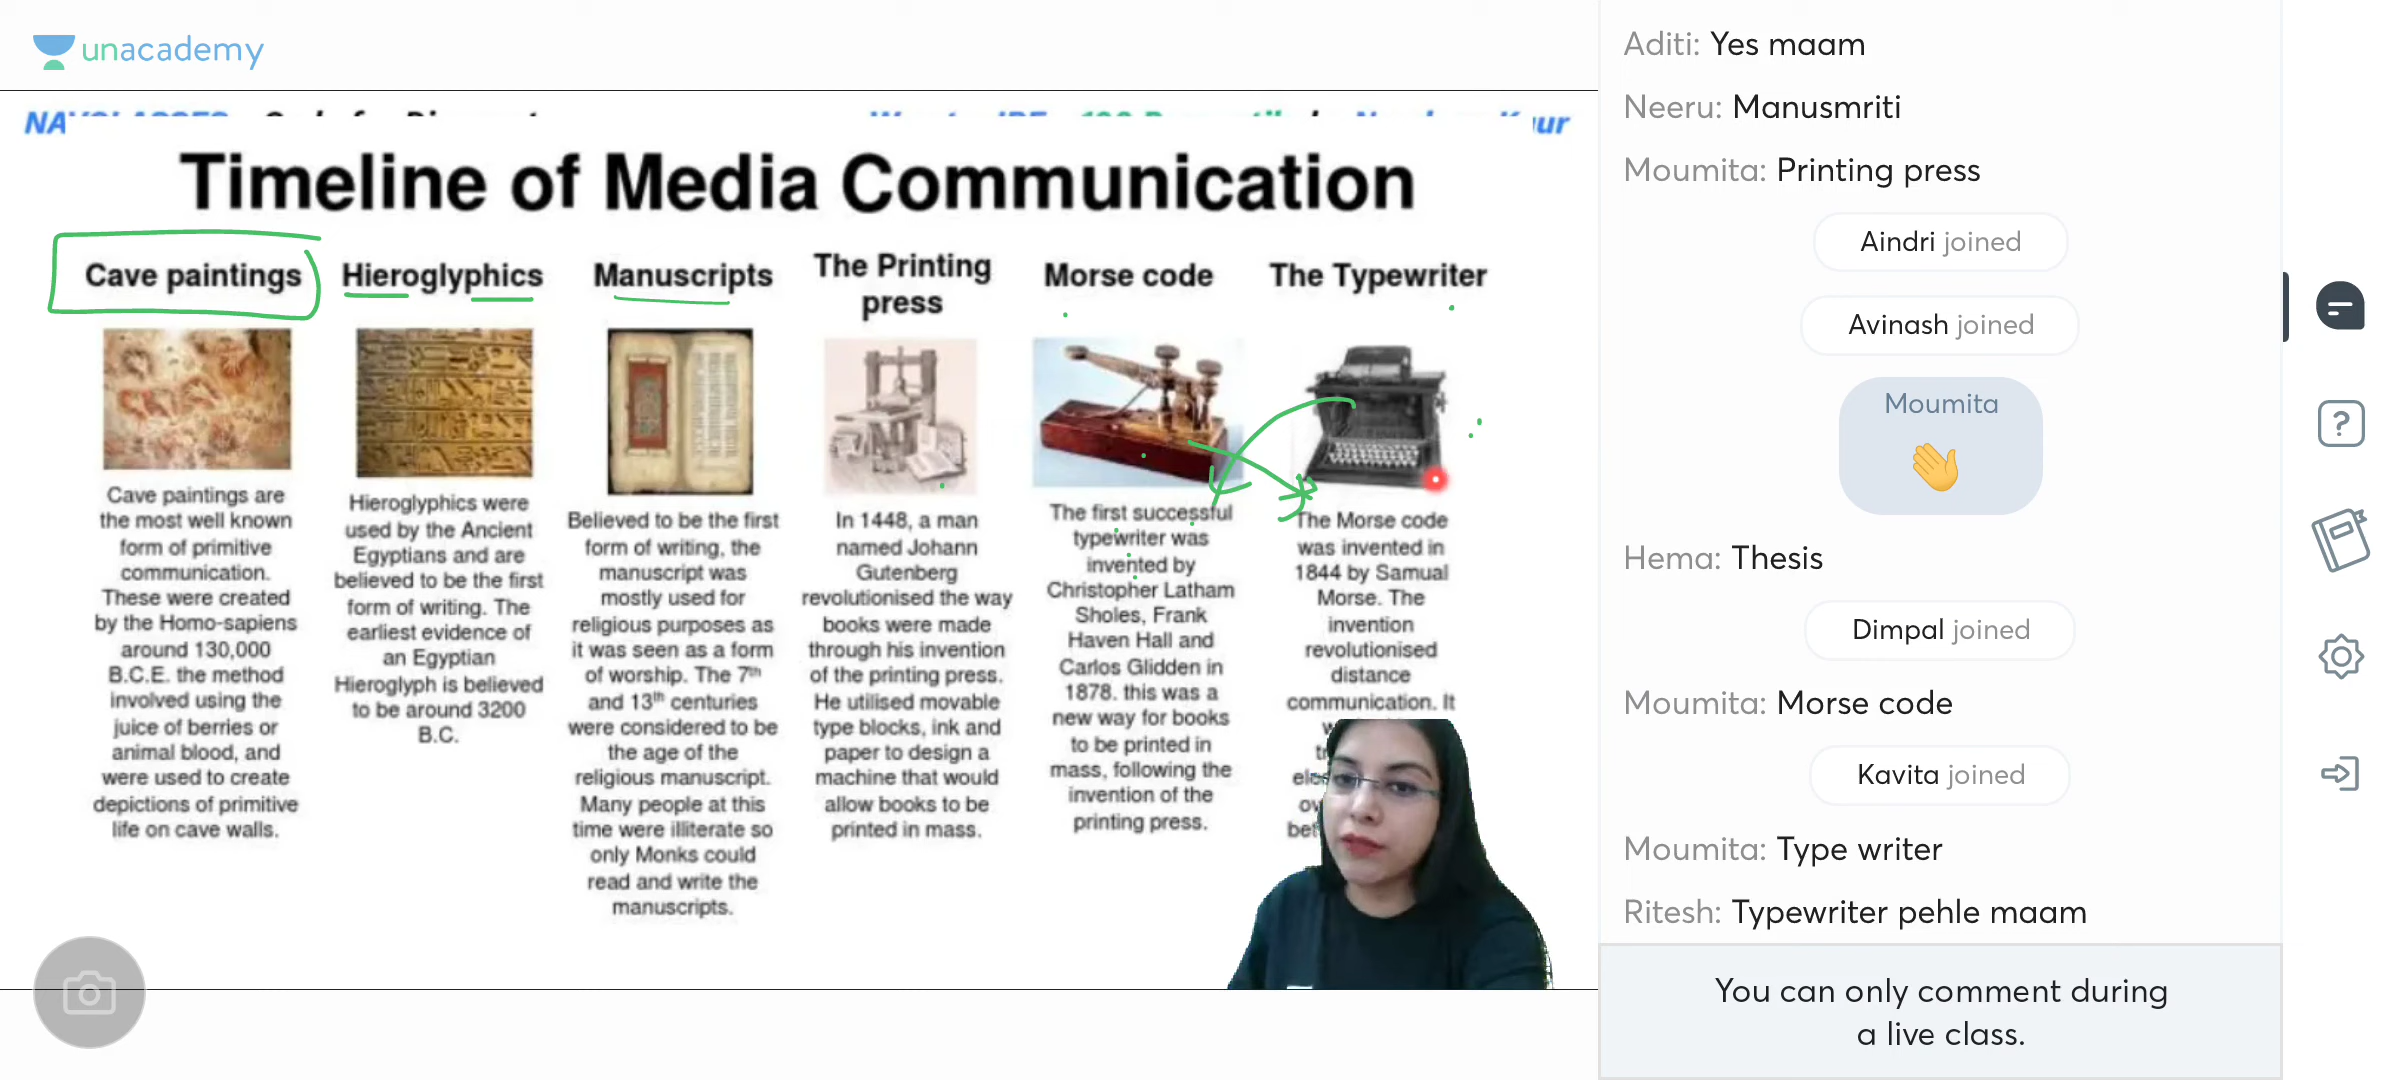 unacademy
Timeline of Media Communication
Cave paintings
Cave paintings are
the most well known
form of primitive
communication.
These were created
by the Homo-sapiens
around 130,000
B.C.E. the method
involved using the
juice of berries or
animal blood, and
were used to create
depictions of primitive
life on cave walls.
Hieroglyphics
Hieroglyphics were
used by the Ancient
Egyptians and are
believed to be the first
form of writing. The
earliest evidence of
an Egyptian
Hieroglyph is believed
to be around 3200
B.C.
Manuscripts
Believed to be the first
form of writing, the
manuscript was
mostly used for
religious purposes as
it was seen as a form
of worship. The 7th
and 13th centuries
were considered to be
the age of the
religious manuscript.
Many people at this
time were illiterate so
only Monks could
read and write the
manuscripts.
The Printing
press
In 1448, a man
named Johann
Gutenberg
revolutionised the way
books were made
through his invention
of the printing press.
He utilised movable
type blocks, ink and
paper to design a
machine that would
allow books to be
printed in mass.
Morse code
The first successful
typewriter was
invented by
Christopher Latham
Sholes, Frank
Haven Hall and
Carlos Glidden in
1878. this was a
new way for books
to be printed in
mass, following the
invention of the
printing press.
The Typewriter
The Morse code
was invented in
1844 by Samual
Morse. The
invention
revolutionised
distance
communication. It
Aditi: Yes maam
Neeru: Manusmriti
Moumita: Printing press
Aindri joined
Avinash joined
Moumita
Hema: Thesis
Dimpal joined
Moumita: Morse code
Kavita joined
Moumita: Type writer
Ritesh: Typewriter pehle maam
You can only comment during
a live class.